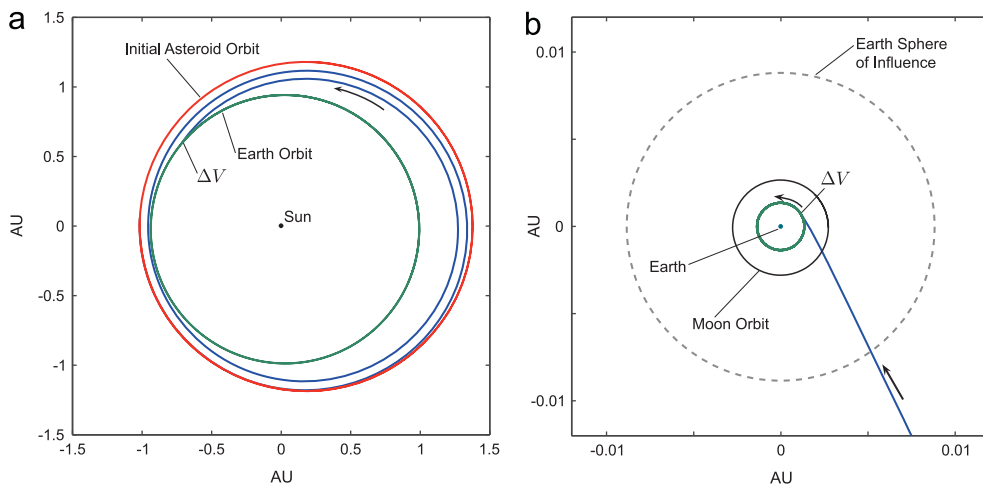 a
Initial Asteroid Orbit
Earth Orbit
ΔV
Sun
AU
1.5
1
0.5
0
-0.5
-1
-1.5
-1.5
-1
-0.5
0
0.5
1
1.5
AU
b
Earth Sphere
of Influence
ΔV
Earth
Moon Orbit
AU
0.01
0
-0.01
-0.01
0
0.01
AU